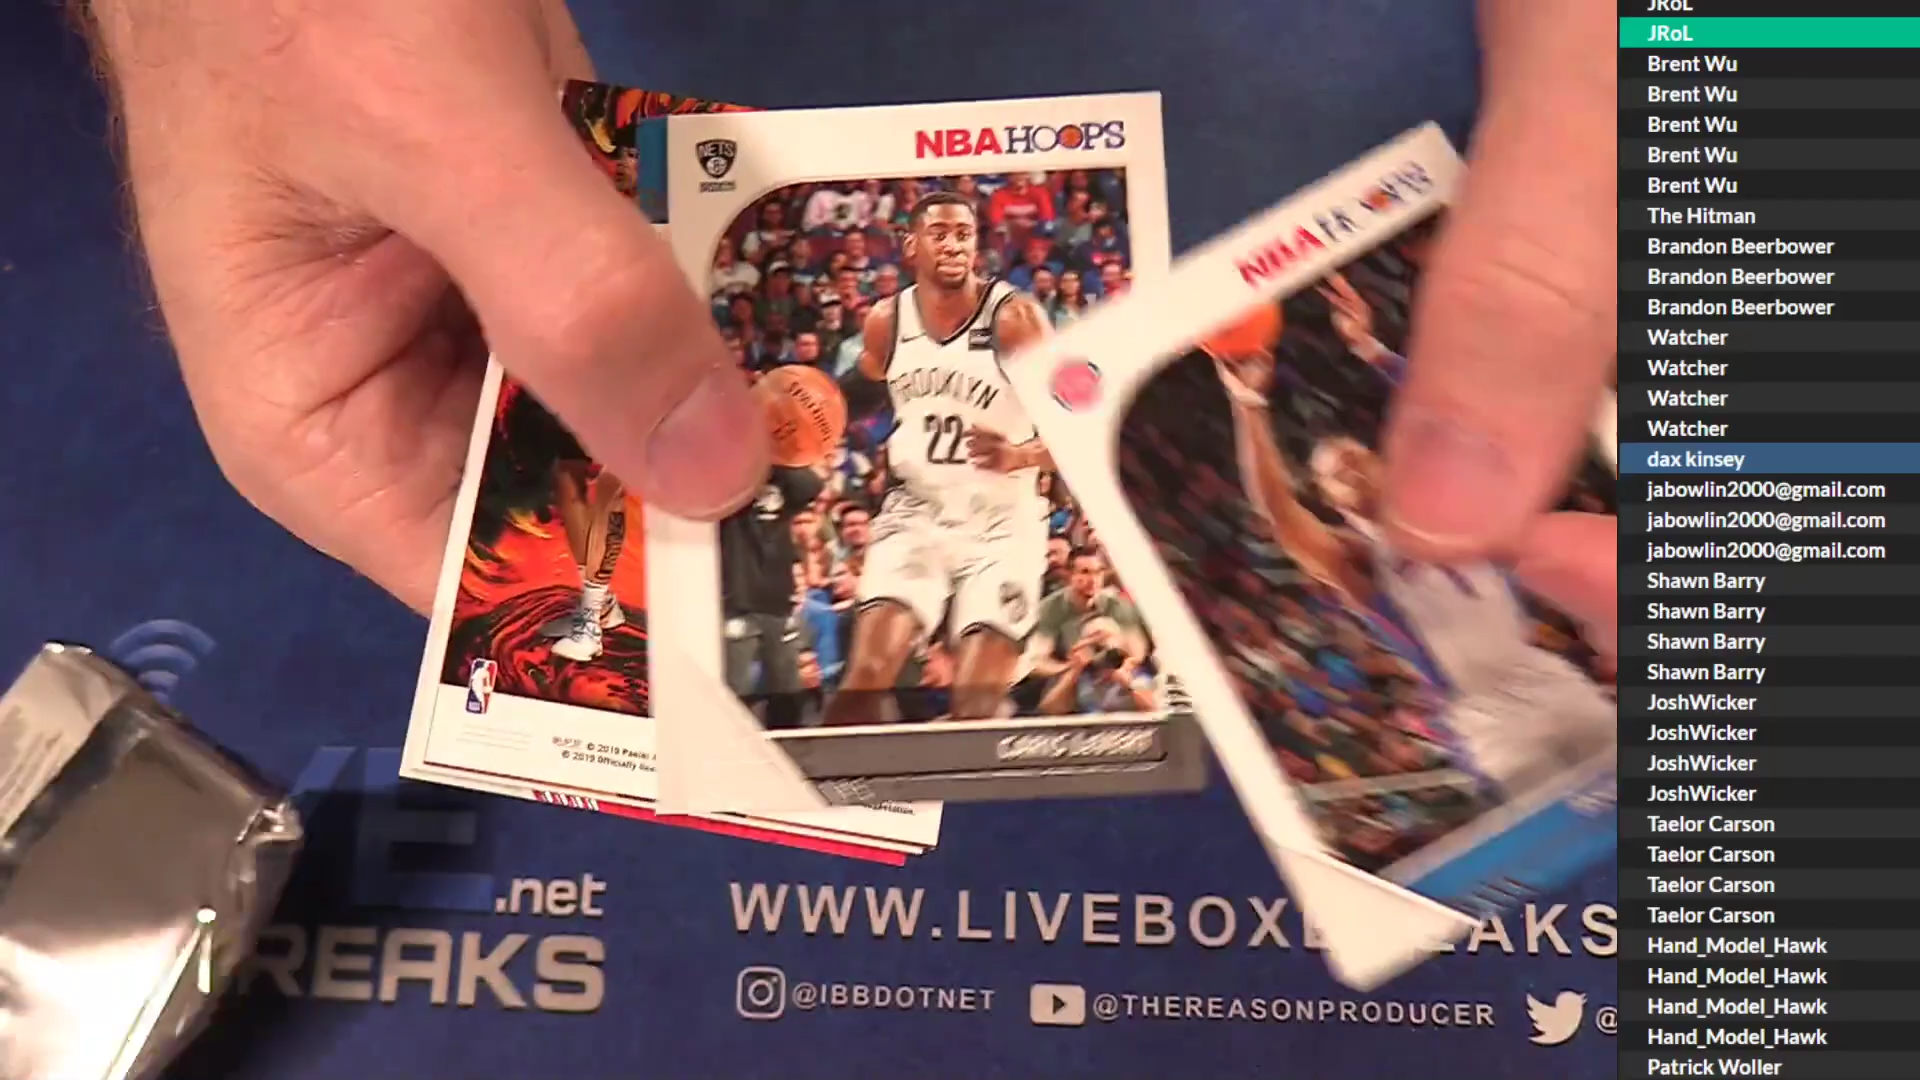 JRoL
JRoL
Brent Wu
Brent Wu
Brent Wu
Brent Wu
Brent Wu
The Hitman
Brandon Beerbower
Brandon Beerbower
Brandon Beerbower
Watcher
Watcher
Watcher
Watcher
dax kinsey
jabowlin2000@gmail.com
jabowlin2000@gmail.com
jabowlin2000@gmail.com
Shawn Barry
Shawn Barry
Shawn Barry
Shawn Barry
JoshWicker
JoshWicker
JoshWicker
JoshWicker
Taelor Carson
Taelor Carson
Taelor Carson
Taelor Carson
Hand_Model_Hawk
Hand_Model_Hawk
Hand_Model_Hawk
Hand_Model_Hawk
Patrick Woller
NETS
NBA HOOPS
NBA
SPALDING
BROOKLYN
22
CARIS LEVERT
© 2019 Panini
© 2019 Officially
.net
REAKS
WWW.LIVEBOX AKS
@IBBDOTNET
@THEREASONPRODUCER
@